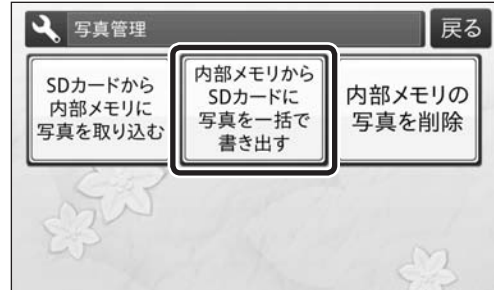 写真管理
戻る
SDカードから
内部メモリに
写真を取り込む
内部メモリから
SDカードに
写真を一括で
書き出す
内部メモリの
写真を削除